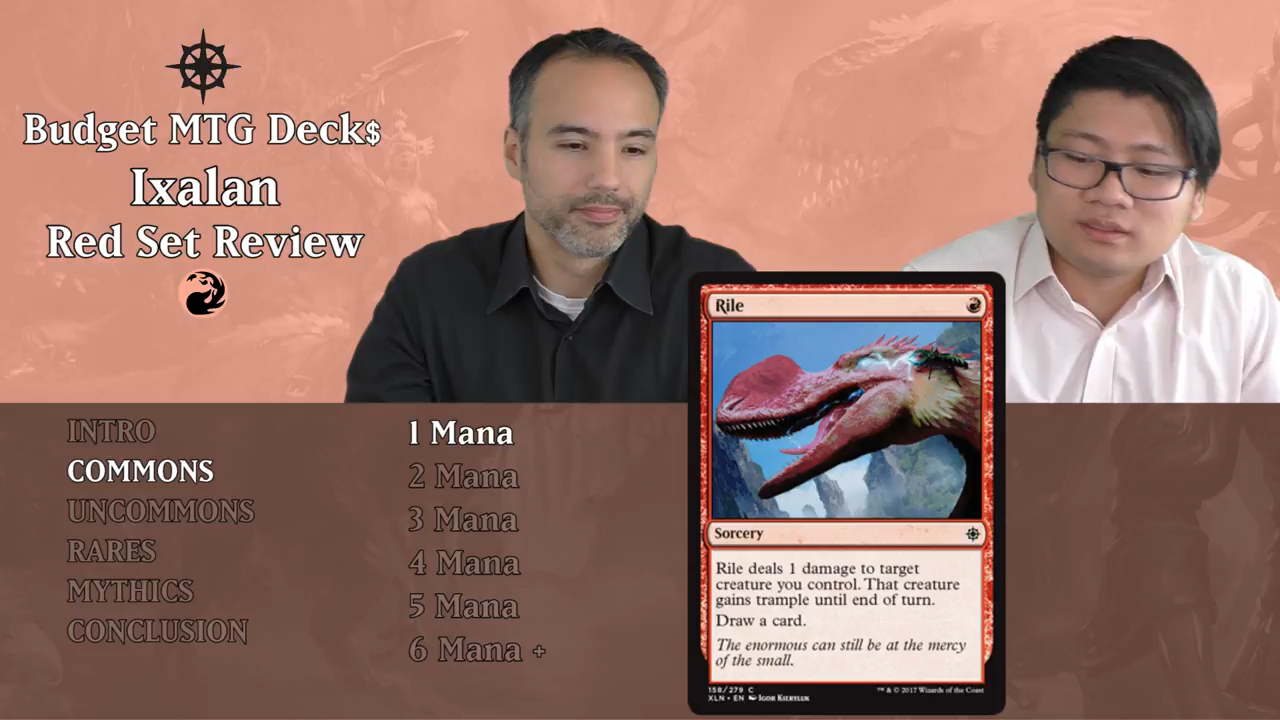 Budget MTG Deck$
Ixalan
Red Set Review
INTRO
COMMONS
UNCOMMONS
RARES
MYTHICS
CONCLUSION
1 Mana
2 Mana
3 Mana
4 Mana
5 Mana
6 Mana +
Rile
Sorcery
Rile deals 1 damage to target
creature you control. That creature
gains trample until end of turn.
Draw a card.
The enormous can still be at the mercy
of the small.
158/279 C
XLN • EN Igor Kieryluk
™ & © 2017 Wizards of the Coast